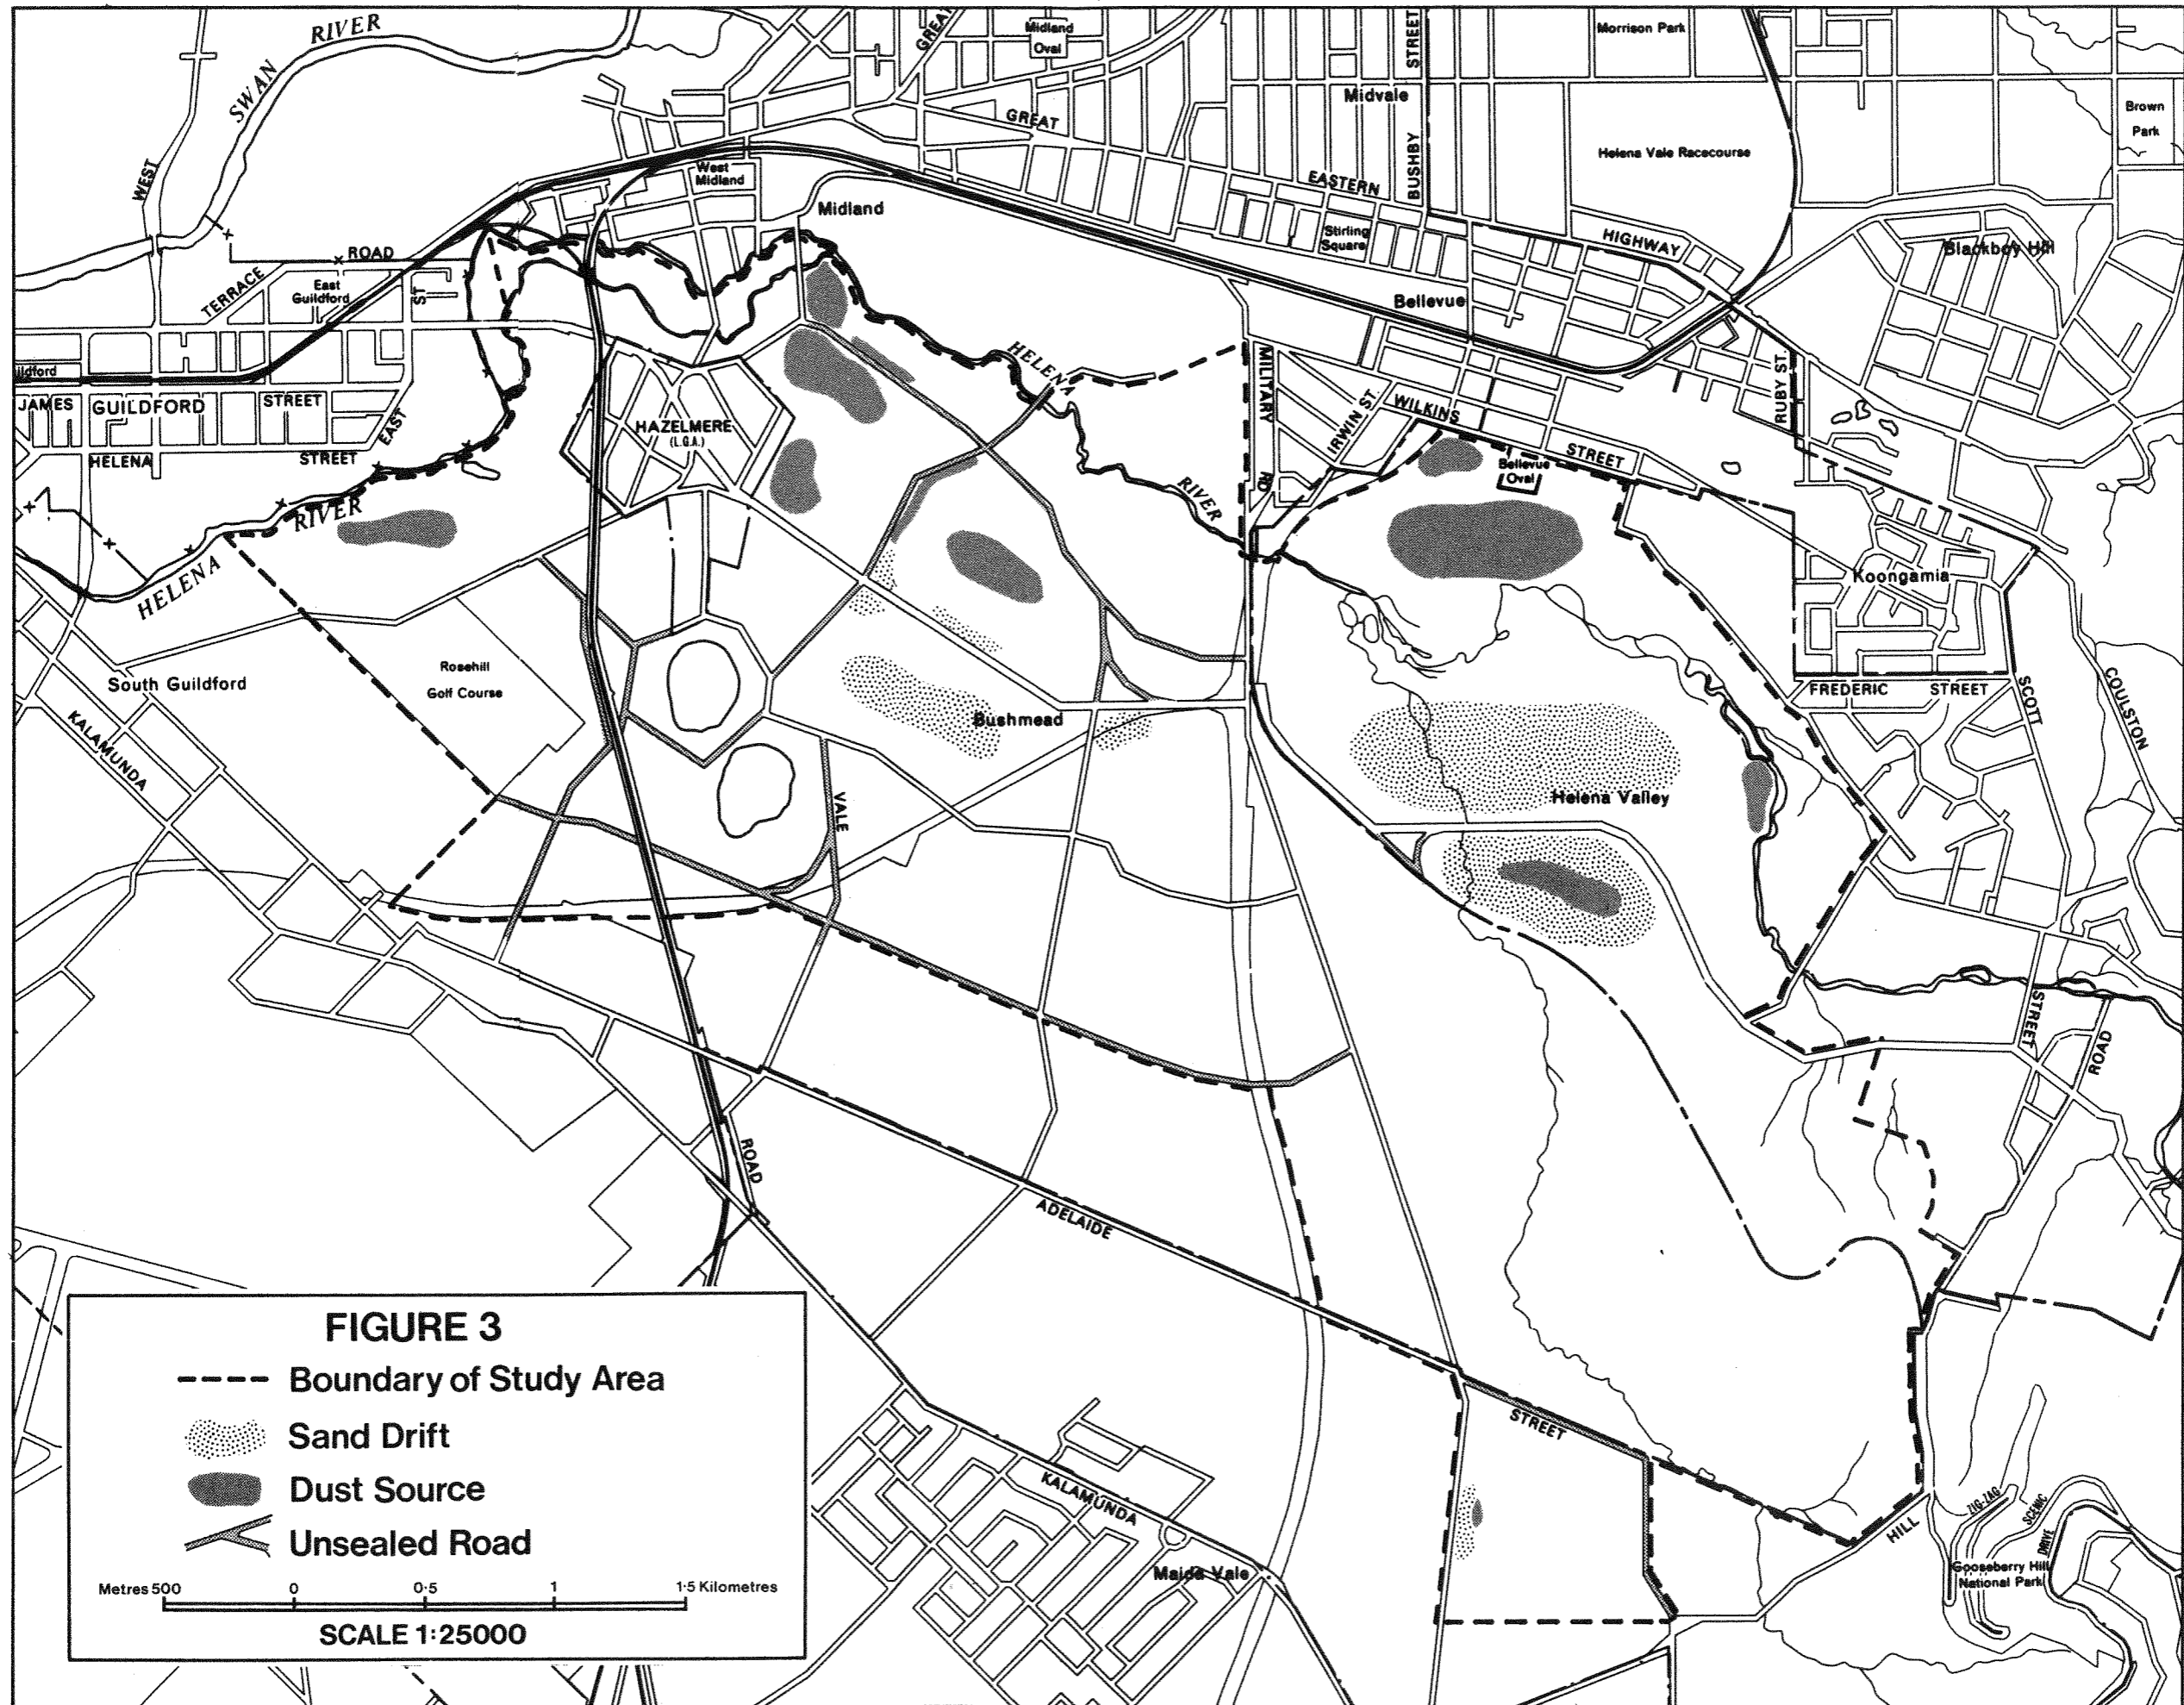 RIVER
SWAN
WEST
GREAT
Midland
Oval
BUSHBY STREET
Morrison Park
Midvale
Brown
Park
GREAT
Helena Vale Racecourse
West
Midland
EASTERN
Midland
Stirling
Square
HIGHWAY
Blackboy Hill
ROAD
TERRACE
East
Guildford
ST
Bellevue
HELENA
MILITARY
RD
RUBY ST.
ildford
JAMES
GUILDFORD
STREET
EAST
HAZELMERE
(L.G.A.)
IRWIN ST.
WILKINS
STREET
HELENA
STREET
Bellevue
Oval
RIVER
RIVER
HELENA
Koongamia
Rosehill
Golf Course
South Guildford
FREDERIC STREET
SCOTT
COULSTON
KALAMUNDA
Bushmead
VALE
Helena Valley
STREET
ROAD
ROAD
ADELAIDE
STREET
KALAMUNDA
Maida Vale
HILL
ZIG-ZAG
SCENIC
DRIVE
Gooseberry Hill
National Park
FIGURE 3
Boundary of Study Area
Sand Drift
Dust Source
Unsealed Road
Metres 500 0 0·5 1 1·5 Kilometres
SCALE 1:25000